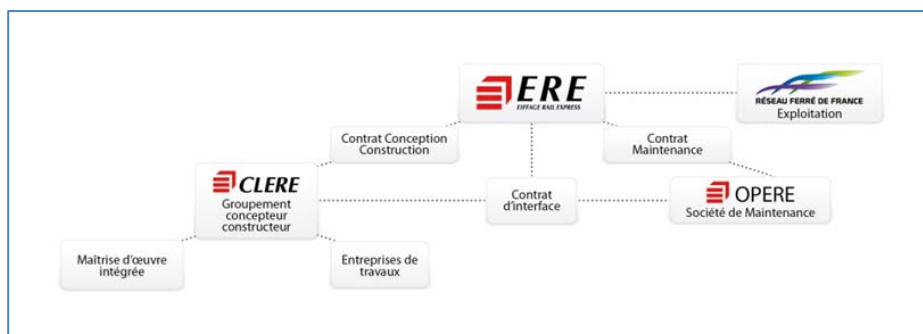 ERE
EIFFAGE RAIL EXPRESS
RÉSEAU FERRÉ DE FRANCE
Exploitation
Contrat Conception
Construction
Contrat
Maintenance
CLERE
Groupement
concepteur
constructeur
Contrat
d'interface
OPERE
Société de Maintenance
Maîtrise d'œuvre
intégrée
Entreprises de
travaux